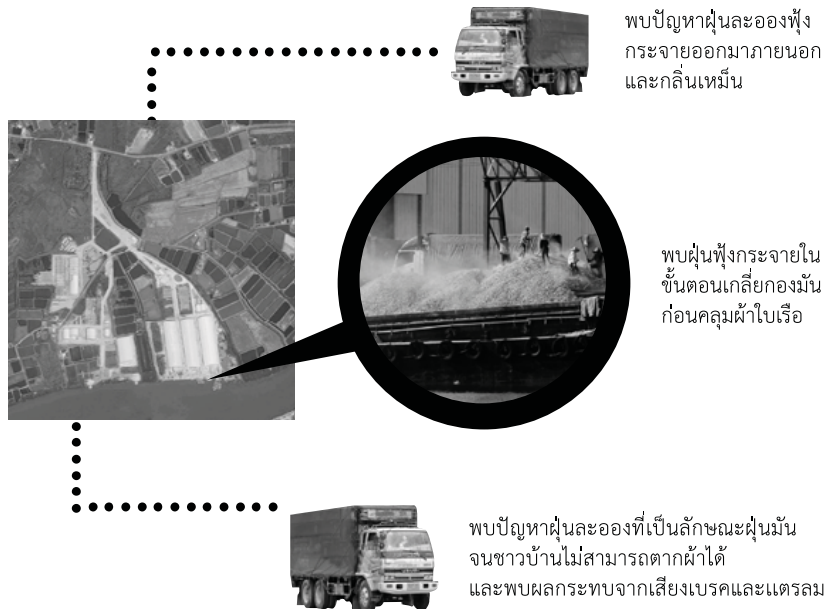 พบปัญหาฝุ่นละอองฟุ้ง
กระจายออกมาภายนอก
และกลิ่นเหม็น
พบฝุ่นฟุ้งกระจายใน
ขั้นตอนเกลี่ยกองมัน
ก่อนคลุมผ้าใบเรือ
พบปัญหาฝุ่นละอองที่เป็นลักษณะฝุ่นมัน
จนชาวบ้านไม่สามารถตากผ้าได้
และพบผลกระทบจากเสียงเบรคและแตรลม